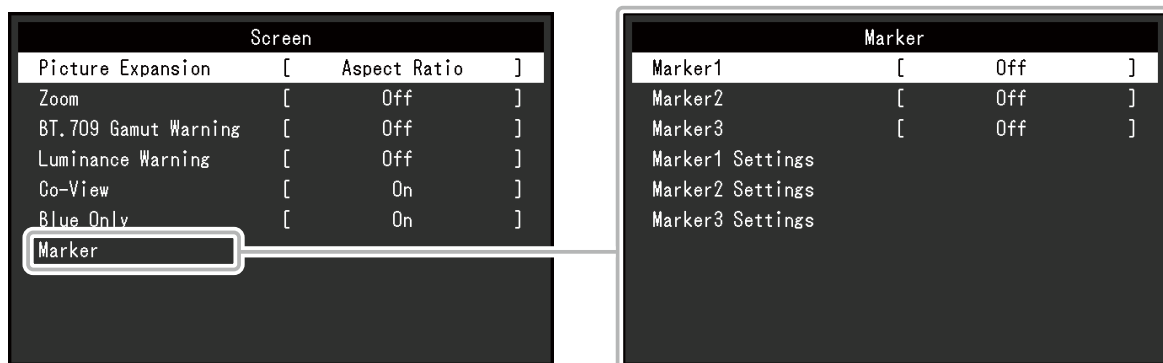 Screen
Picture Expansion [ Aspect Ratio ]
Zoom [ Off ]
BT.709 Gamut Warning [ Off ]
Luminance Warning [ Off ]
Co-View [ On ]
Blue Only [ On ]
Marker
Marker
Marker1 [ Off ]
Marker2 [ Off ]
Marker3 [ Off ]
Marker1 Settings
Marker2 Settings
Marker3 Settings